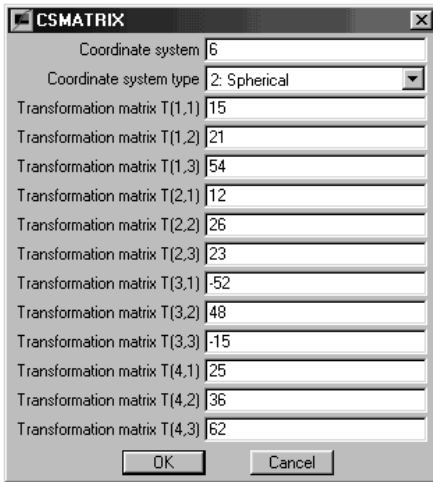 CSMATRIX
Coordinate system 6
Coordinate system type 2: Spherical
Transformation matrix T(1,1) 15
Transformation matrix T(1,2) 21
Transformation matrix T(1,3) 54
Transformation matrix T(2,1) 12
Transformation matrix T(2,2) 26
Transformation matrix T(2,3) 23
Transformation matrix T(3,1) -52
Transformation matrix T(3,2) 48
Transformation matrix T(3,3) -15
Transformation matrix T(4,1) 25
Transformation matrix T(4,2) 36
Transformation matrix T(4,3) 62
OK Cancel